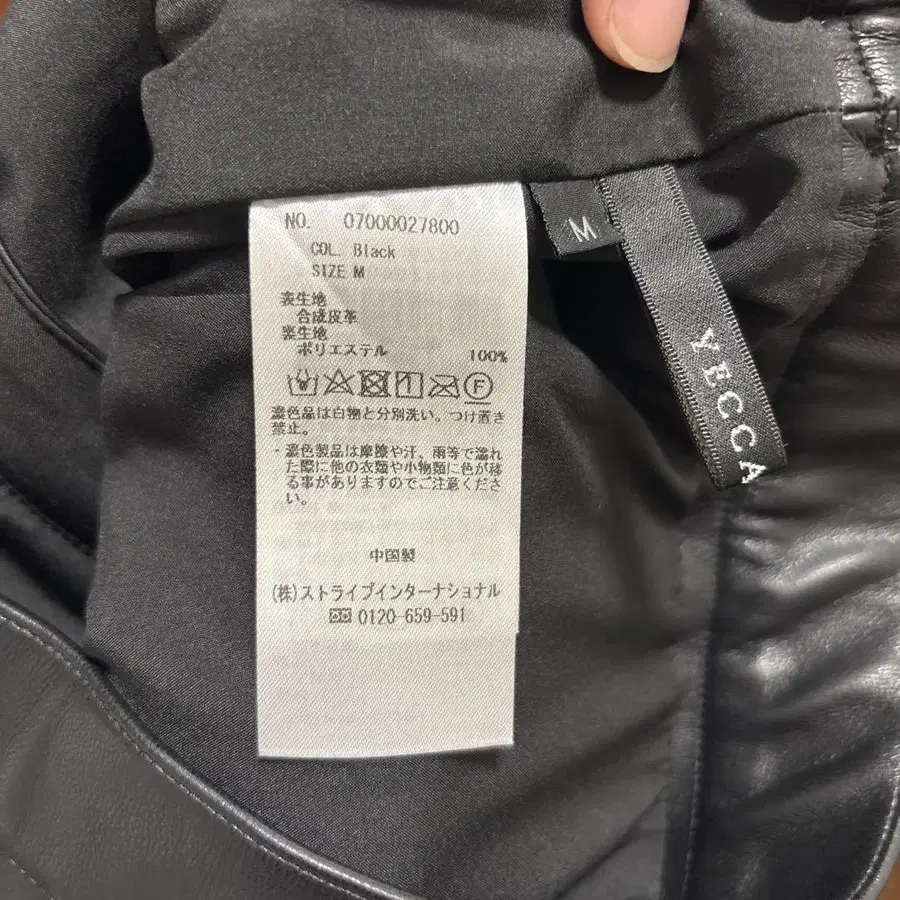 NO. 07000027800
COL. Black
SIZE M
表生地
合成皮革
裏生地
ポリエステル 100%
F
濃色品は白物と分別洗い。つけ置き
禁止。
・濃色製品は摩擦や汗、雨等で濡れ
た際に他の衣類や小物類に色が移
る事がありますのでご注意くださ
い。
中国製
(株)ストライプインターナショナル
0120-659-591
M
YECCA